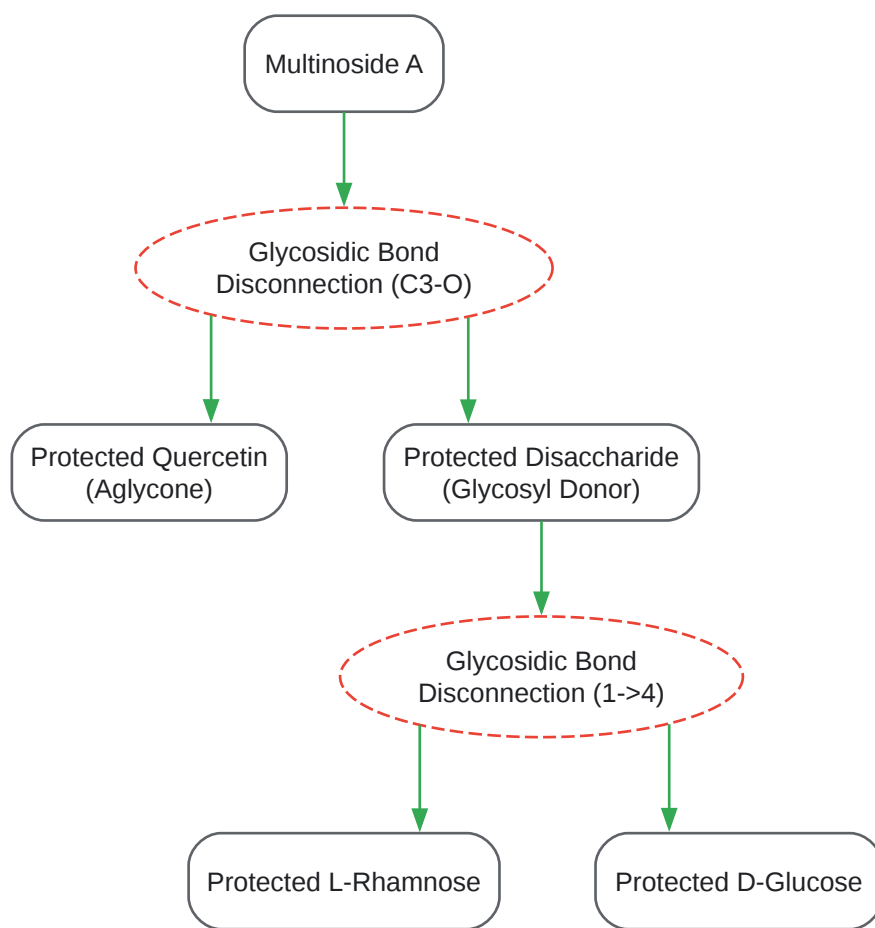 Multinoside A
Glycosidic Bond
Disconnection (C3-O)
Protected Quercetin
(Aglycone)
Protected Disaccharide
(Glycosyl Donor)
Glycosidic Bond
Disconnection (1->4)
Protected L-Rhamnose
Protected D-Glucose